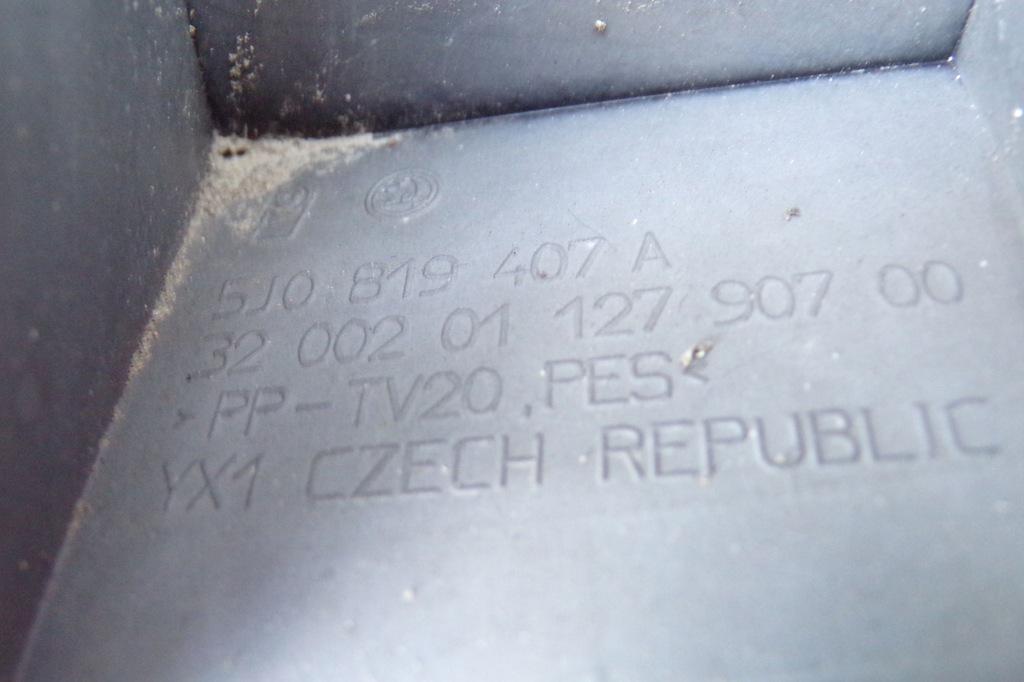 5J0 819 407 A
32 002 01 127 907 00
>PP-TV20,PES<
YX1 CZECH REPUBLIC